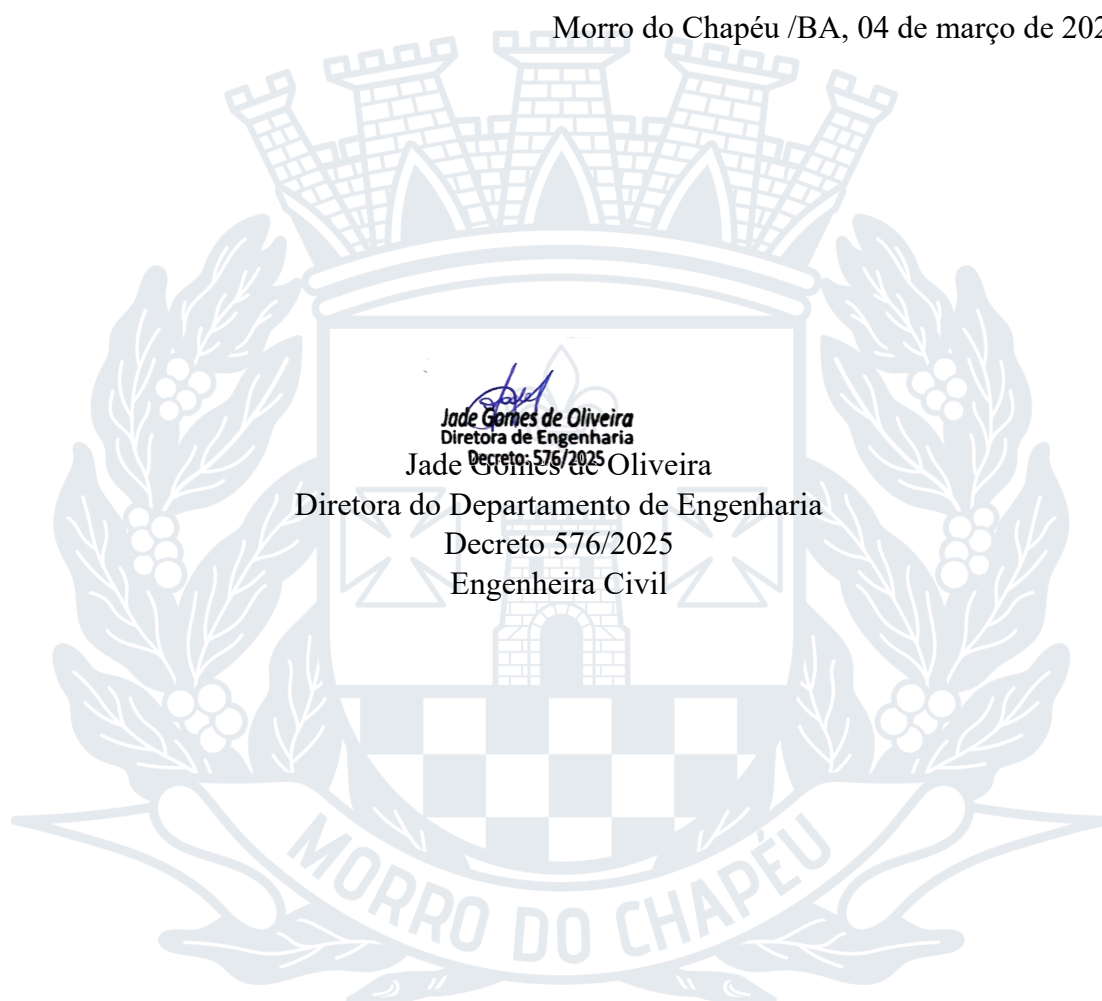 Morro do Chapéu /BA, 04 de março de 202
Jade Gomes de Oliveira
Diretora de Engenharia
Decreto: 576/2025
Jade Gomes de Oliveira
Diretora do Departamento de Engenharia
Decreto 576/2025
Engenheira Civil
MORRO DO CHAPÉU